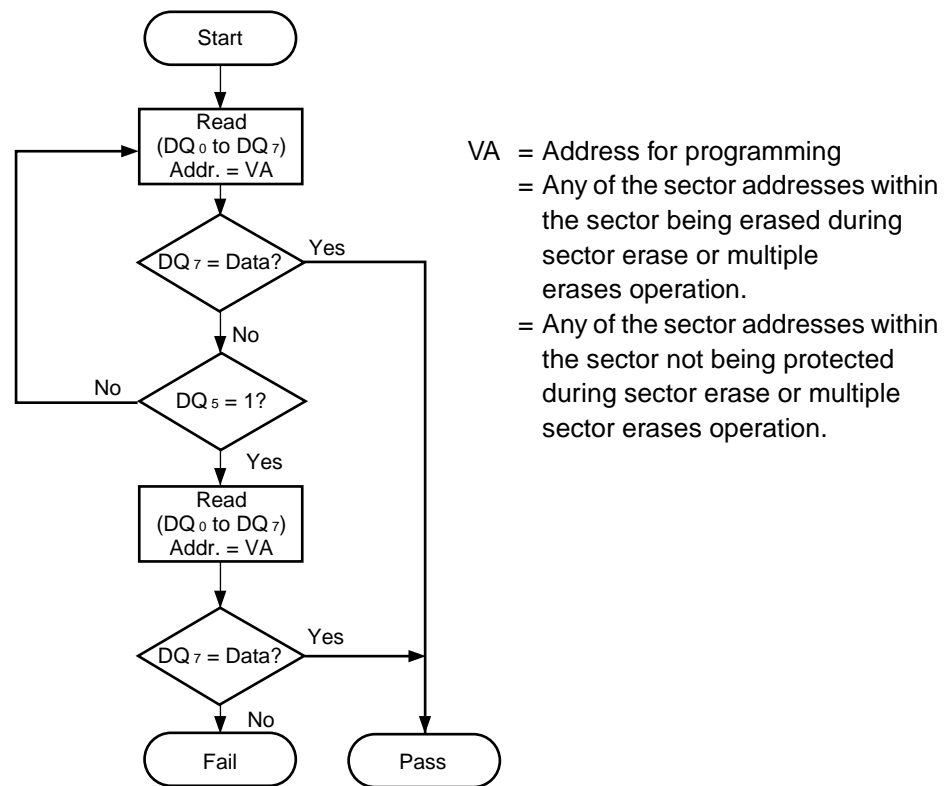 Start
Read
(DQ0 to DQ7)
Addr. = VA
DQ7 = Data?
Yes
No
DQ5 = 1?
No
Yes
Read
(DQ0 to DQ7)
Addr. = VA
DQ7 = Data?
Yes
No
Fail
Pass
VA = Address for programming
= Any of the sector addresses within
the sector being erased during
sector erase or multiple
erases operation.
= Any of the sector addresses within
the sector not being protected
during sector erase or multiple
sector erases operation.